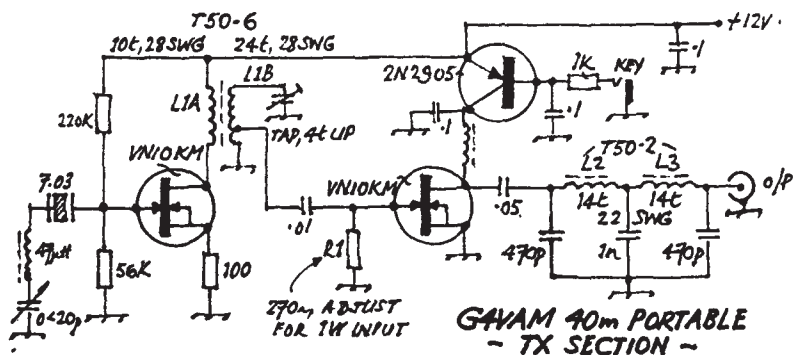 T50-6
+12V.
10t, 28SWG
24t, 28SWG
L1B
2N2905
1K
KEY
.1
L1A
.1
.1
220K
TAP, 4t UP
T50-2
L2
L3
VN10KM
VN10KM
7.03
O/P
14t
14t
.01
.05
22 SWG
47µH
R1
470p
1n
470p
56K
100
0<20p
270n, ADJUST
FOR 1W INPUT
G4VAM 40m PORTABLE
~ TX SECTION ~